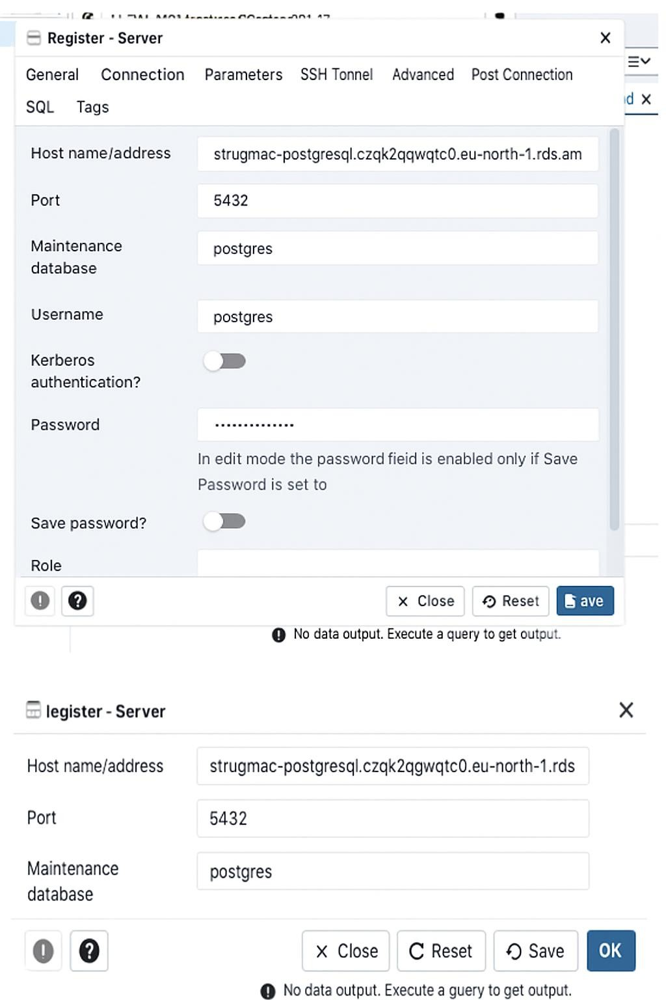 Register - Server
General Connection Parameters SSH Tonnel Advanced Post Connection
SQL Tags
d
Host name/address strugmac-postgresql.czqk2qqwqtc0.eu-north-1.rds.am
Port 5432
Maintenance database postgres
Username postgres
Kerberos
authentication?
Password ••••••••••••••
In edit mode the password fieid is enabled only if Save
Password is set to
Save password?
Role
Close Reset ave
No data output. Execute a query to get output.
legister - Server
Host name/address strugmac-postgresql.czqk2qgwqtc0.eu-north-1.rds
Port 5432
Maintenance database postgres
Close Reset Save OK
No data output. Execute a guery to get output.